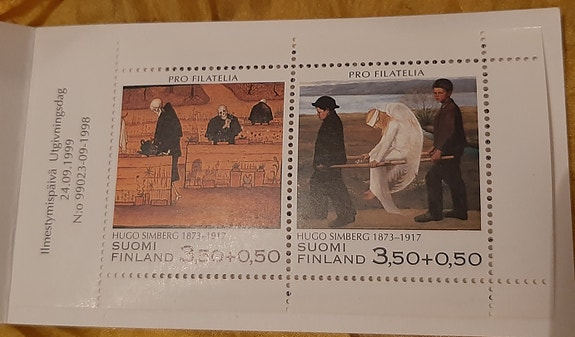 Ilmestymispäivä Utgivningsdag
24.09.1999
N:o 99023-09-1998
PRO FILATELIA
HUGO SIMBERG 1873–1917
SUOMI
FINLAND 3,50+0,50
PRO FILATELIA
HUGO SIMBERG 1873–1917
SUOMI
FINLAND 3,50+0,50